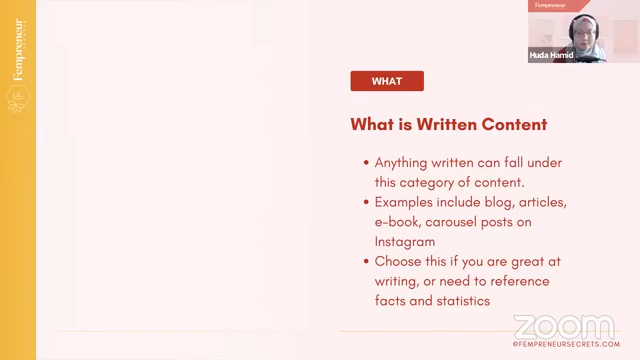 Fempreneur
Fempreneur
Huda Hamid
WHAT
What is Written Content
• Anything written can fall under
this category of content.
• Examples include blog, articles,
e-book, carousel posts on
Instagram
• Choose this if you are great at
writing, or need to reference
facts and statistics
zoom
©FEMPRENEURSECRETS.COM